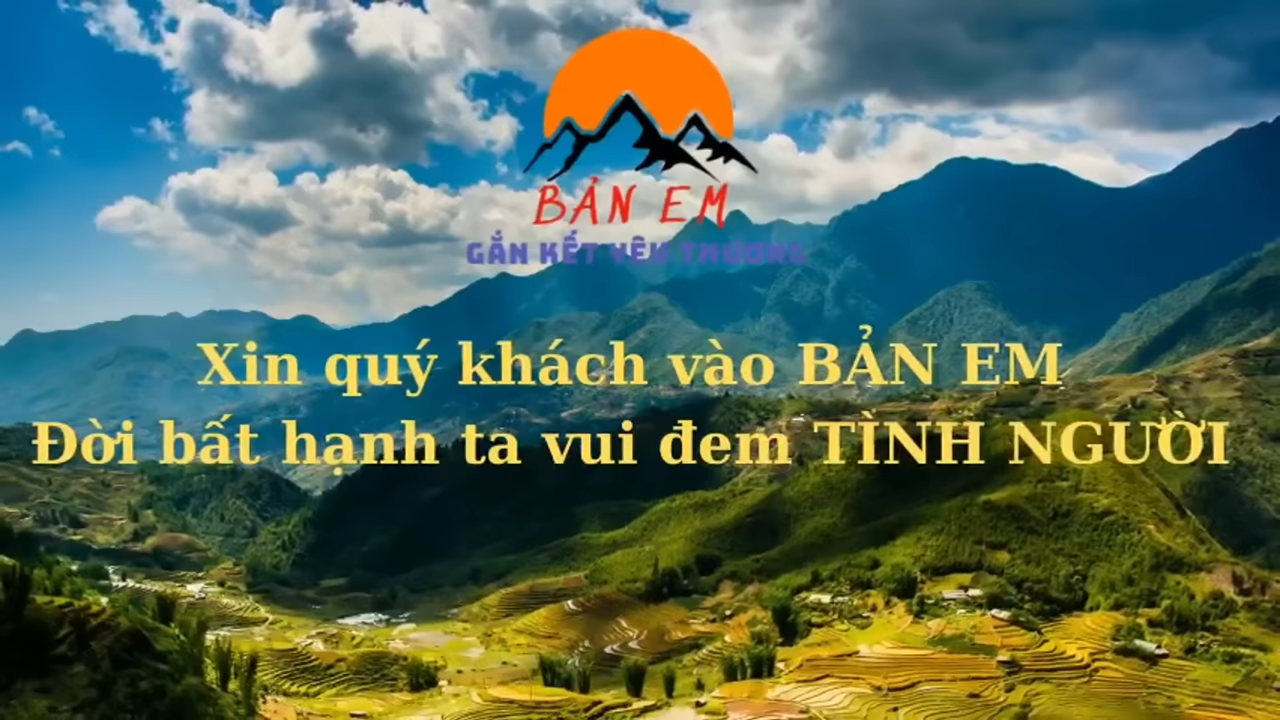 BẢN EM
GẮN KẾT YÊU THƯƠNG
Xin quý khách vào BẢN EM
Đời bất hạnh ta vui đem TÌNH NGƯỜI